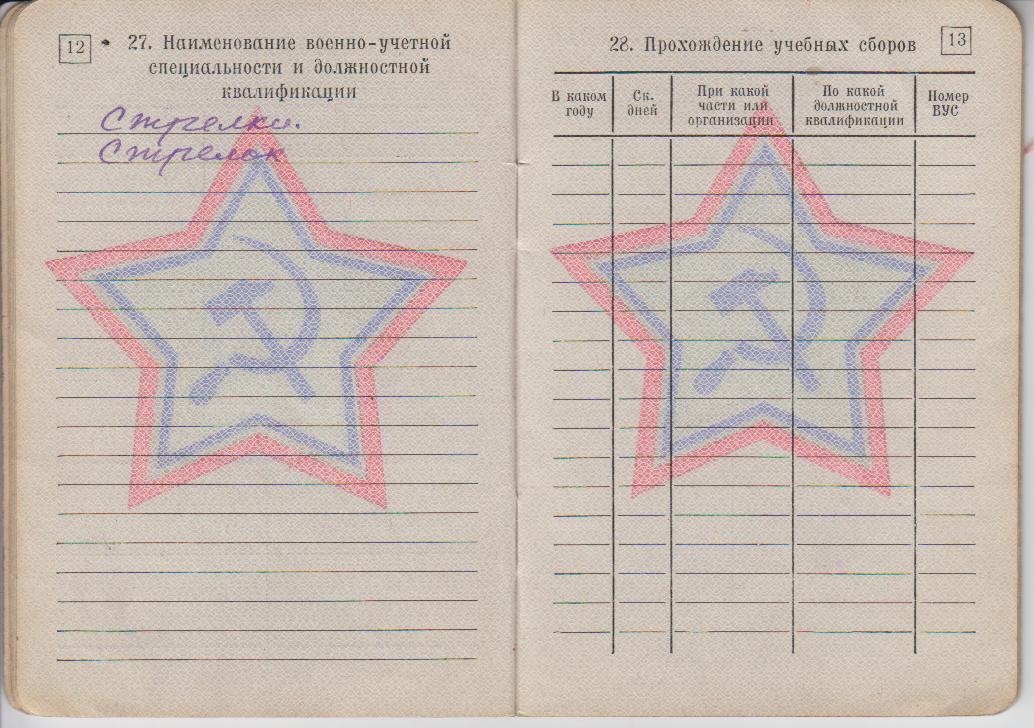 12
27. Наименование военно-учетной
специальности и должностной
квалификации
Стрелки.
Стрелок
28. Прохождение учебных сборов
13
В каком
году
Ск.
дней
При какой
части или
организации
По какой
должностной
квалификации
Номер
ВУС